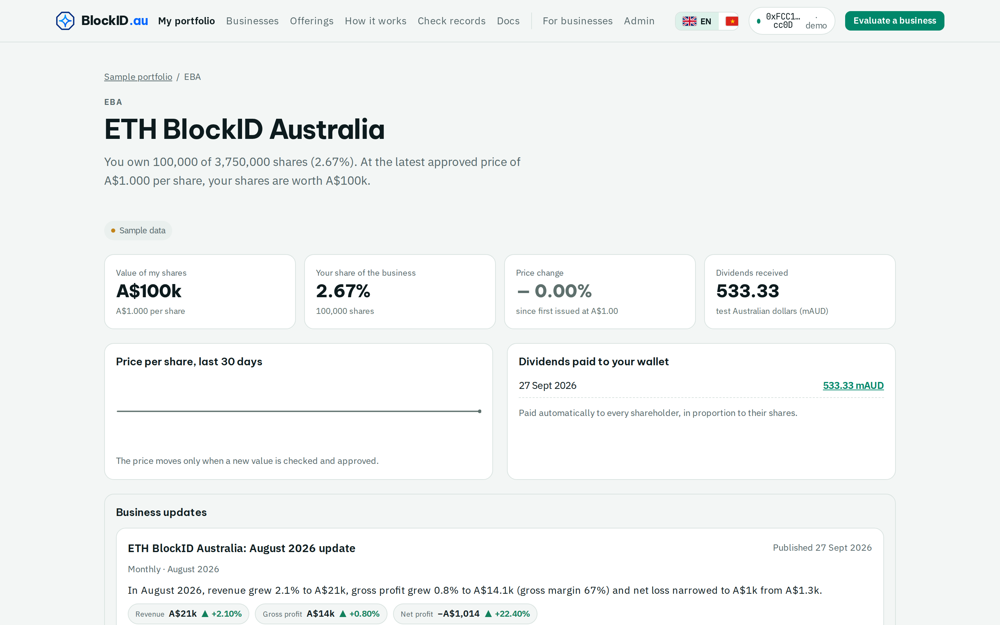 BlockID.au
My portfolio
Businesses
Offerings
How it works
Check records
Docs
For businesses
Admin
EN
0xFCC1…
cc0D
·
demo
Evaluate a business
Sample portfolio / EBA
EBA
ETH BlockID Australia
You own 100,000 of 3,750,000 shares (2.67%). At the latest approved price of
A$1.000 per share, your shares are worth A$100k.
Sample data
Value of my shares
A$100k
A$1.000 per share
Your share of the business
2.67%
100,000 shares
Price change
– 0.00%
since first issued at A$1.00
Dividends received
533.33
test Australian dollars (mAUD)
Price per share, last 30 days
The price moves only when a new value is checked and approved.
Dividends paid to your wallet
27 Sept 2026 533.33 mAUD
Paid automatically to every shareholder, in proportion to their shares.
Business updates
ETH BlockID Australia: August 2026 update
Published 27 Sept 2026
Monthly · August 2026
In August 2026, revenue grew 2.1% to A$21k, gross profit grew 0.8% to A$14.1k (gross margin 67%) and net loss narrowed to A$1k from A$1.3k.
Revenue A$21k ▲ +2.10%
Gross profit A$14k ▲ +0.80%
Net profit −A$1,014 ▲ +22.40%